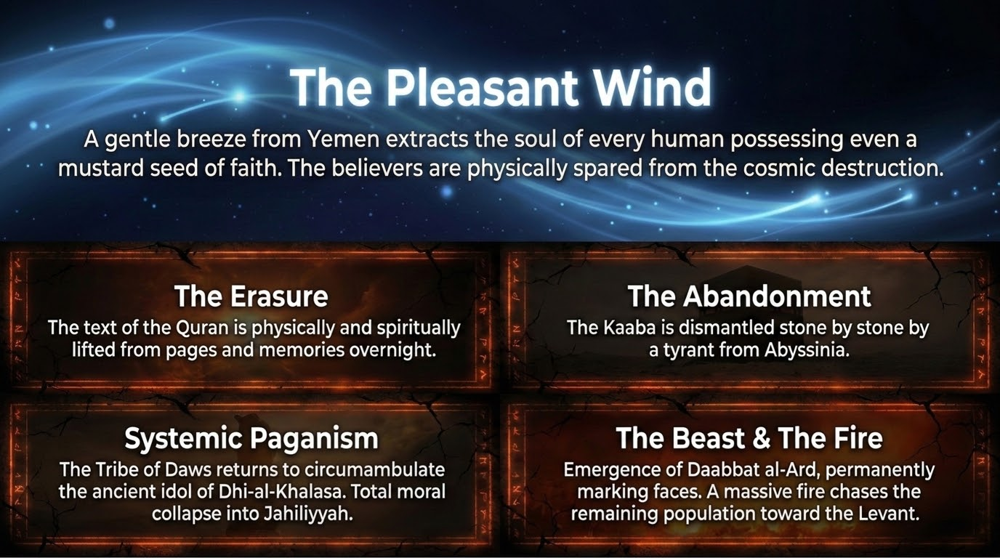 The Pleasant Wind
A gentle breeze from Yemen extracts the soul of every human possessing even a
mustard seed of faith. The believers are physically spared from the cosmic destruction.
The Erasure
The text of the Quran is physically and spiritually
lifted from pages and memories overnight.
The Abandonment
The Kaaba is dismantled stone by stone by
a tyrant from Abyssinia.
Systemic Paganism
The Tribe of Daws returns to circumambulate
the ancient idol of Dhi-al-Khalasa. Total moral
collapse into Jahiliyyah.
The Beast & The Fire
Emergence of Daabbat al-Ard, permanently
marking faces. A massive fire chases the
remaining population toward the Levant.